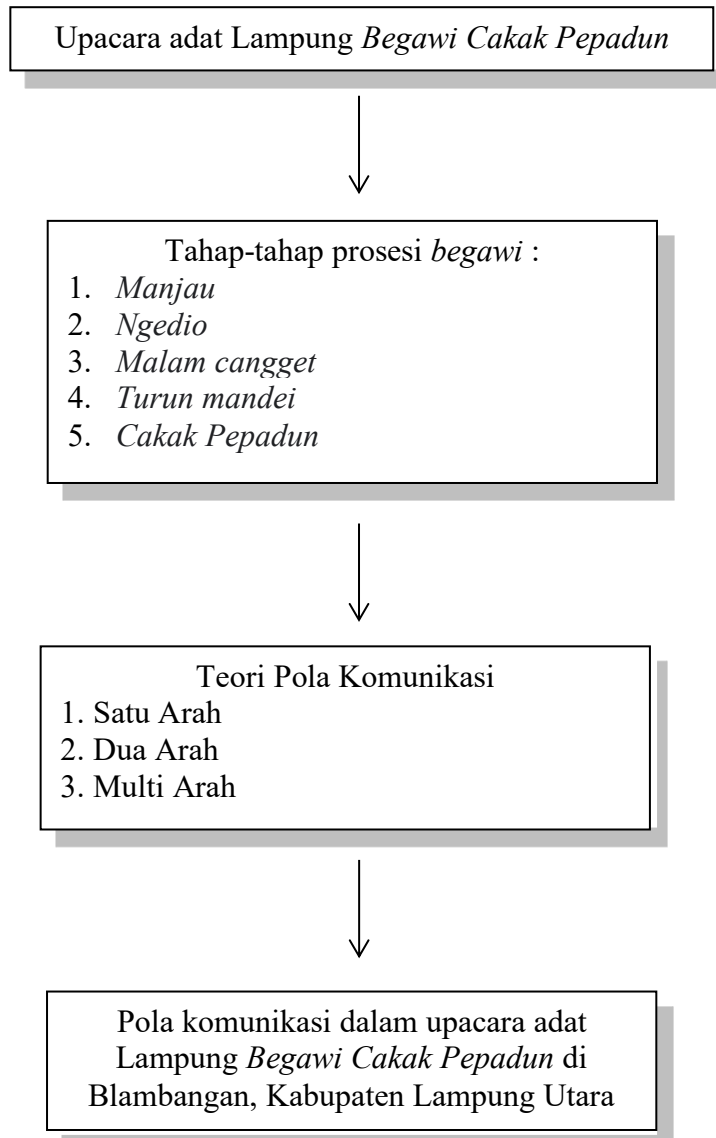 Upacara adat Lampung Begawi Cakak Pepadun
Tahap-tahap prosesi begawi :
1. Manjau
2. Ngedio
3. Malam cangget
4. Turun mandei
5. Cakak Pepadun
Teori Pola Komunikasi
1. Satu Arah
2. Dua Arah
3. Multi Arah
Pola komunikasi dalam upacara adat
Lampung Begawi Cakak Pepadun di
Blambangan, Kabupaten Lampung Utara